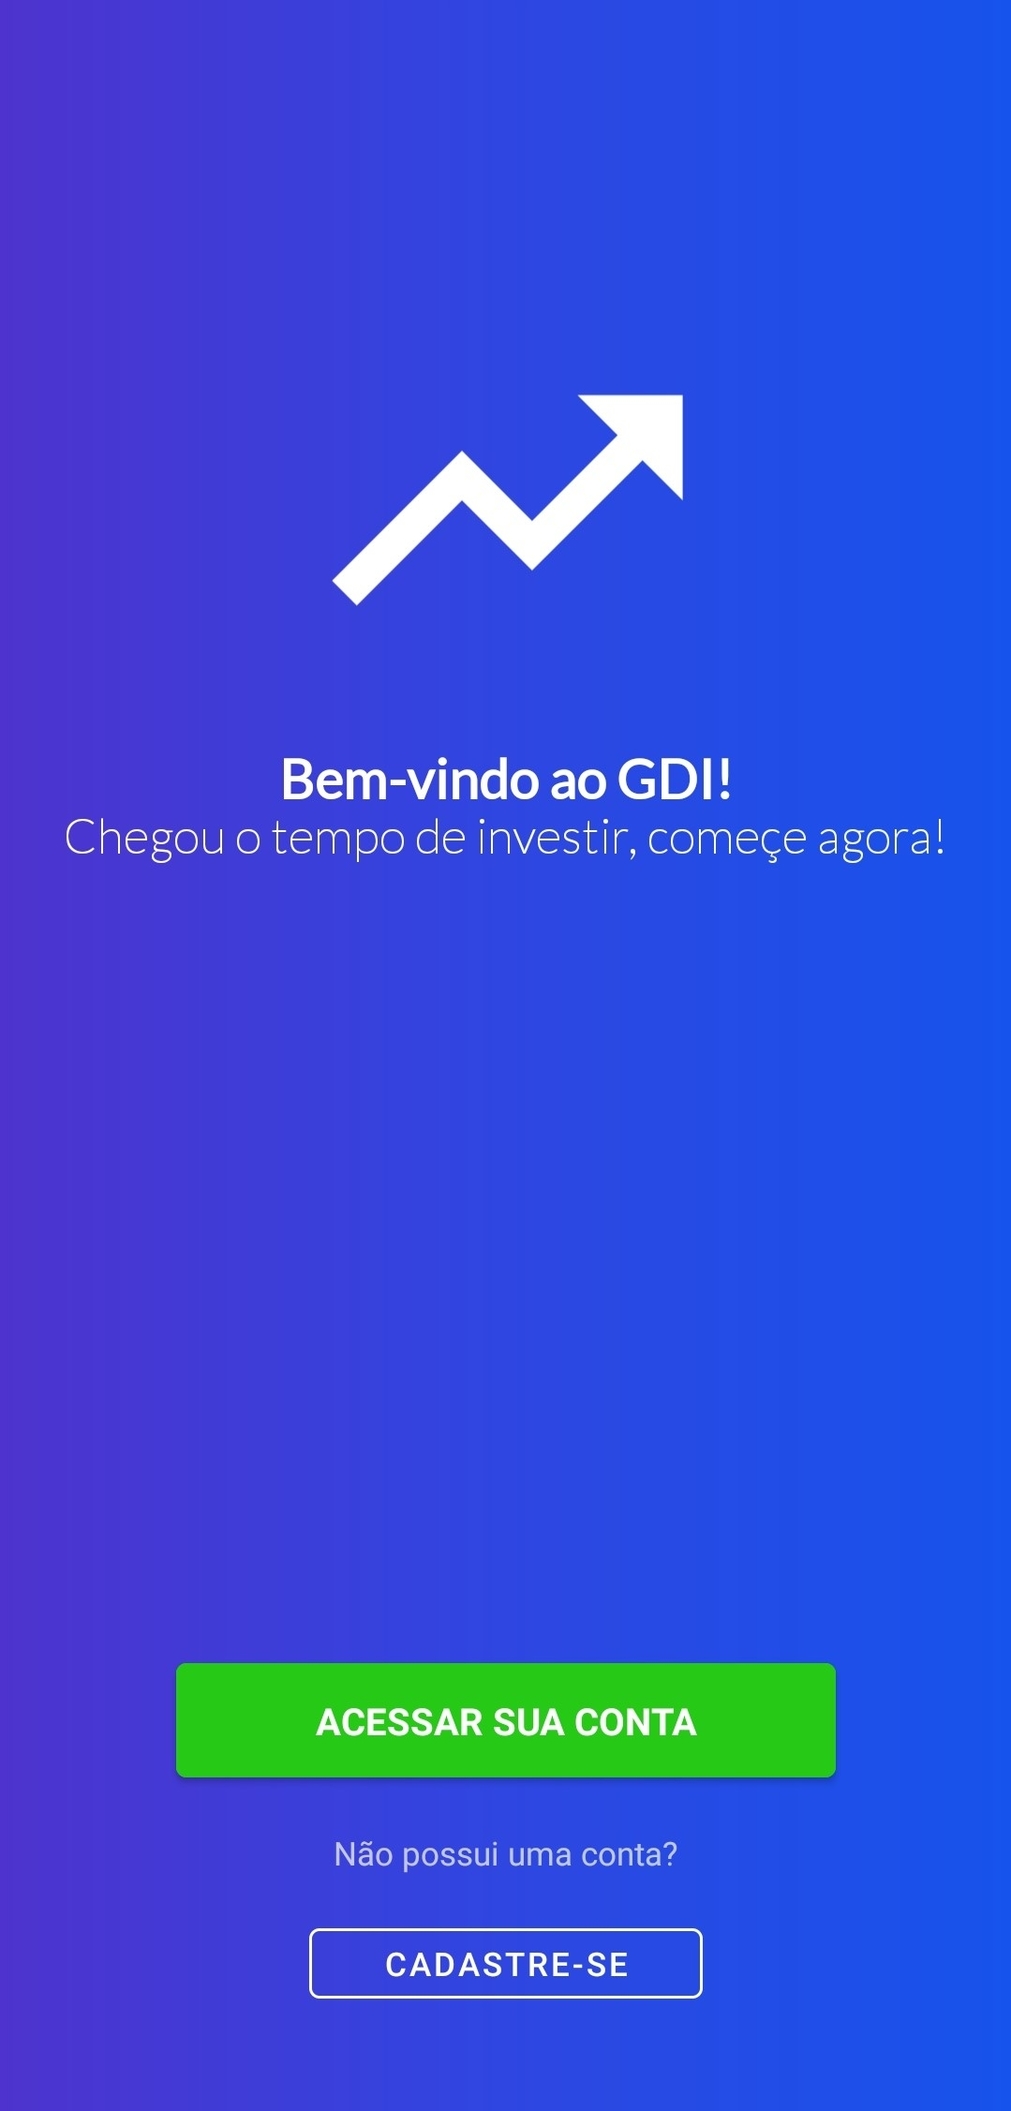 Bem-vindo ao GDI!
Chegou o tempo de investir, começe agora!
ACESSAR SUA CONTA
Não possui uma conta?
CADASTRE-SE